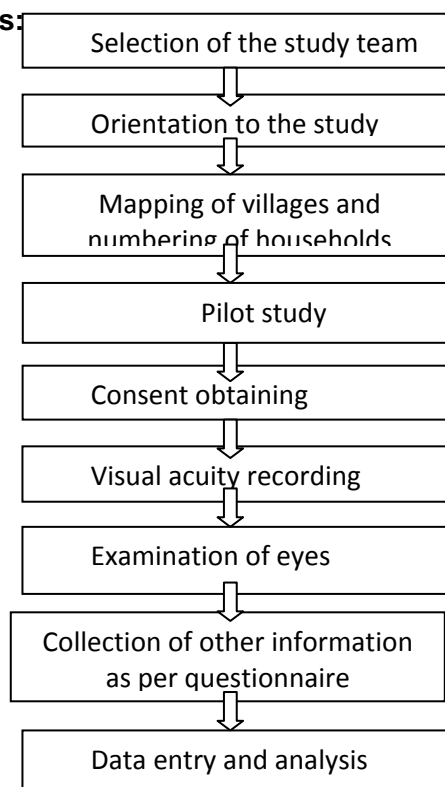 s:
Selection of the study team
Orientation to the study
Mapping of villages and
numbering of households
Pilot study
Consent obtaining
Visual acuity recording
Examination of eyes
Collection of other information
as per questionnaire
Data entry and analysis